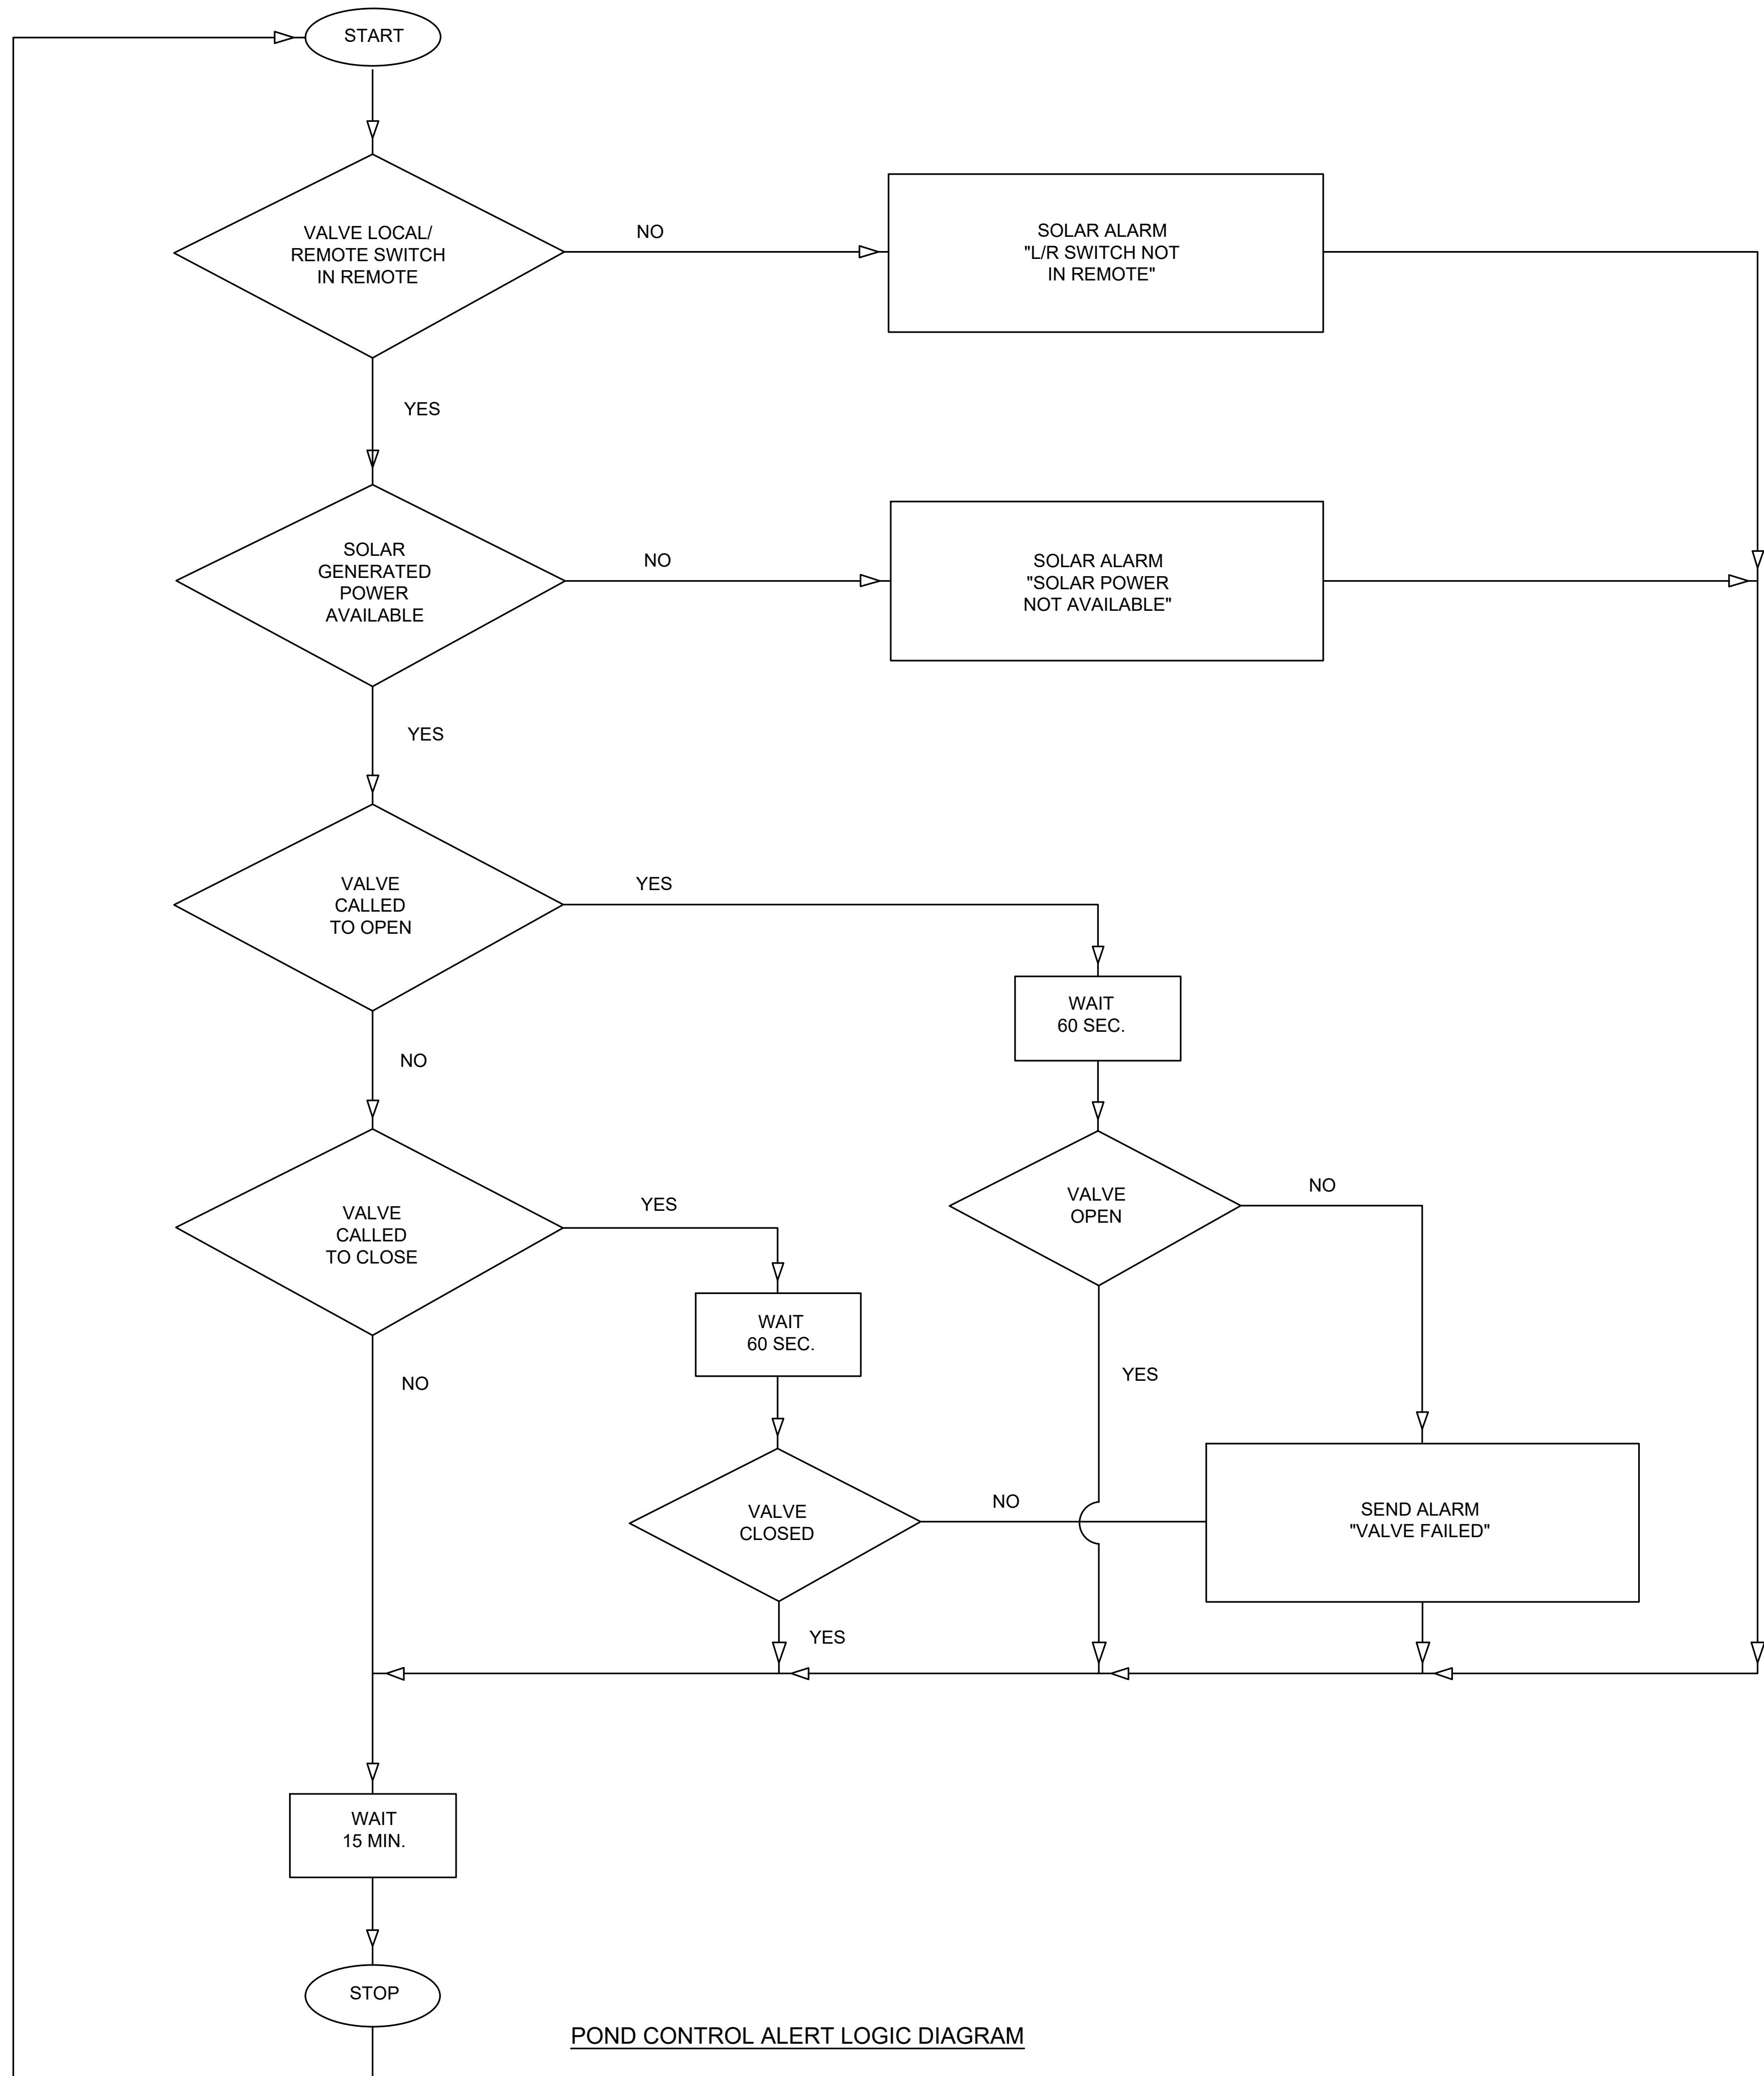 START
VALVE LOCAL/
REMOTE SWITCH
IN REMOTE
NO
SOLAR ALARM
"L/R SWITCH NOT
IN REMOTE"
YES
SOLAR
GENERATED
POWER
AVAILABLE
NO
SOLAR ALARM
"SOLAR POWER
NOT AVAILABLE"
YES
VALVE
CALLED
TO OPEN
YES
WAIT
60 SEC.
NO
VALVE
OPEN
NO
VALVE
CALLED
TO CLOSE
YES
WAIT
60 SEC.
YES
NO
VALVE
CLOSED
NO
SEND ALARM
"VALVE FAILED"
YES
WAIT
15 MIN.
STOP
POND CONTROL ALERT LOGIC DIAGRAM